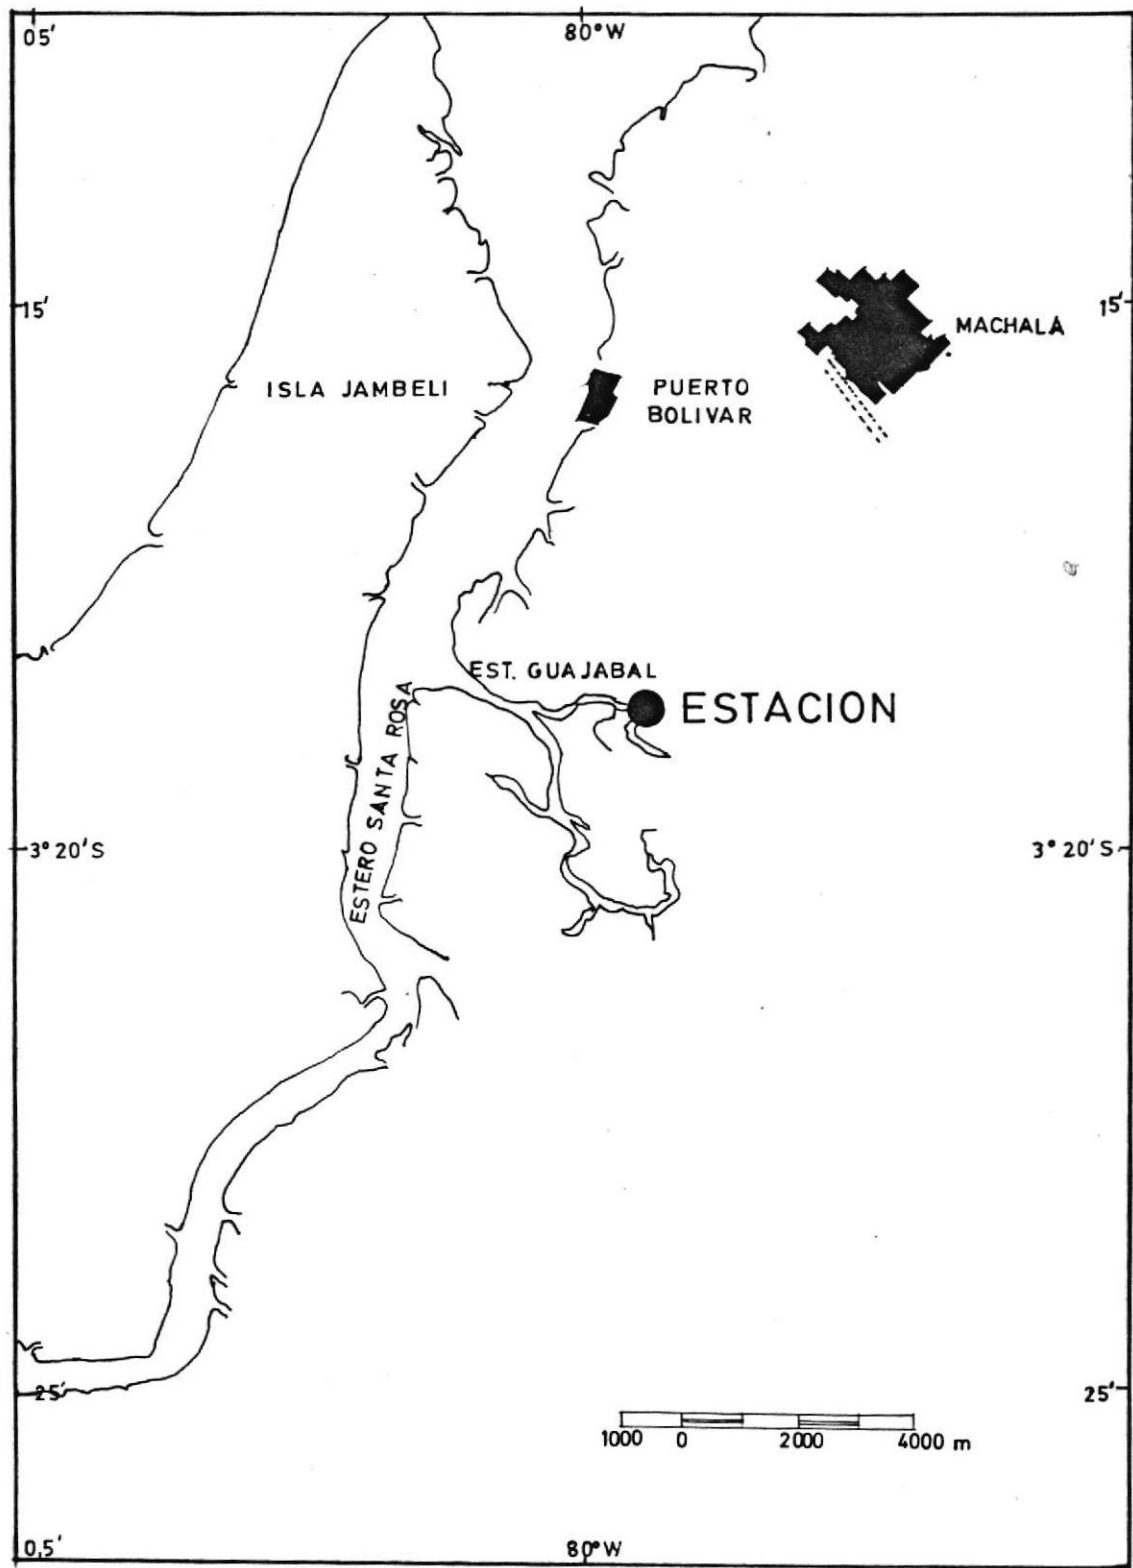 05'
80°W
15'
15'
MACHALÁ
ISLA JAMBELI
PUERTO
BOLIVAR
EST. GUAJABAL
ESTACION
ESTERO SANTA ROSA
3° 20'S
3° 20'S
25'
25'
1000 0 2000 4000 m
0,5'
80°W